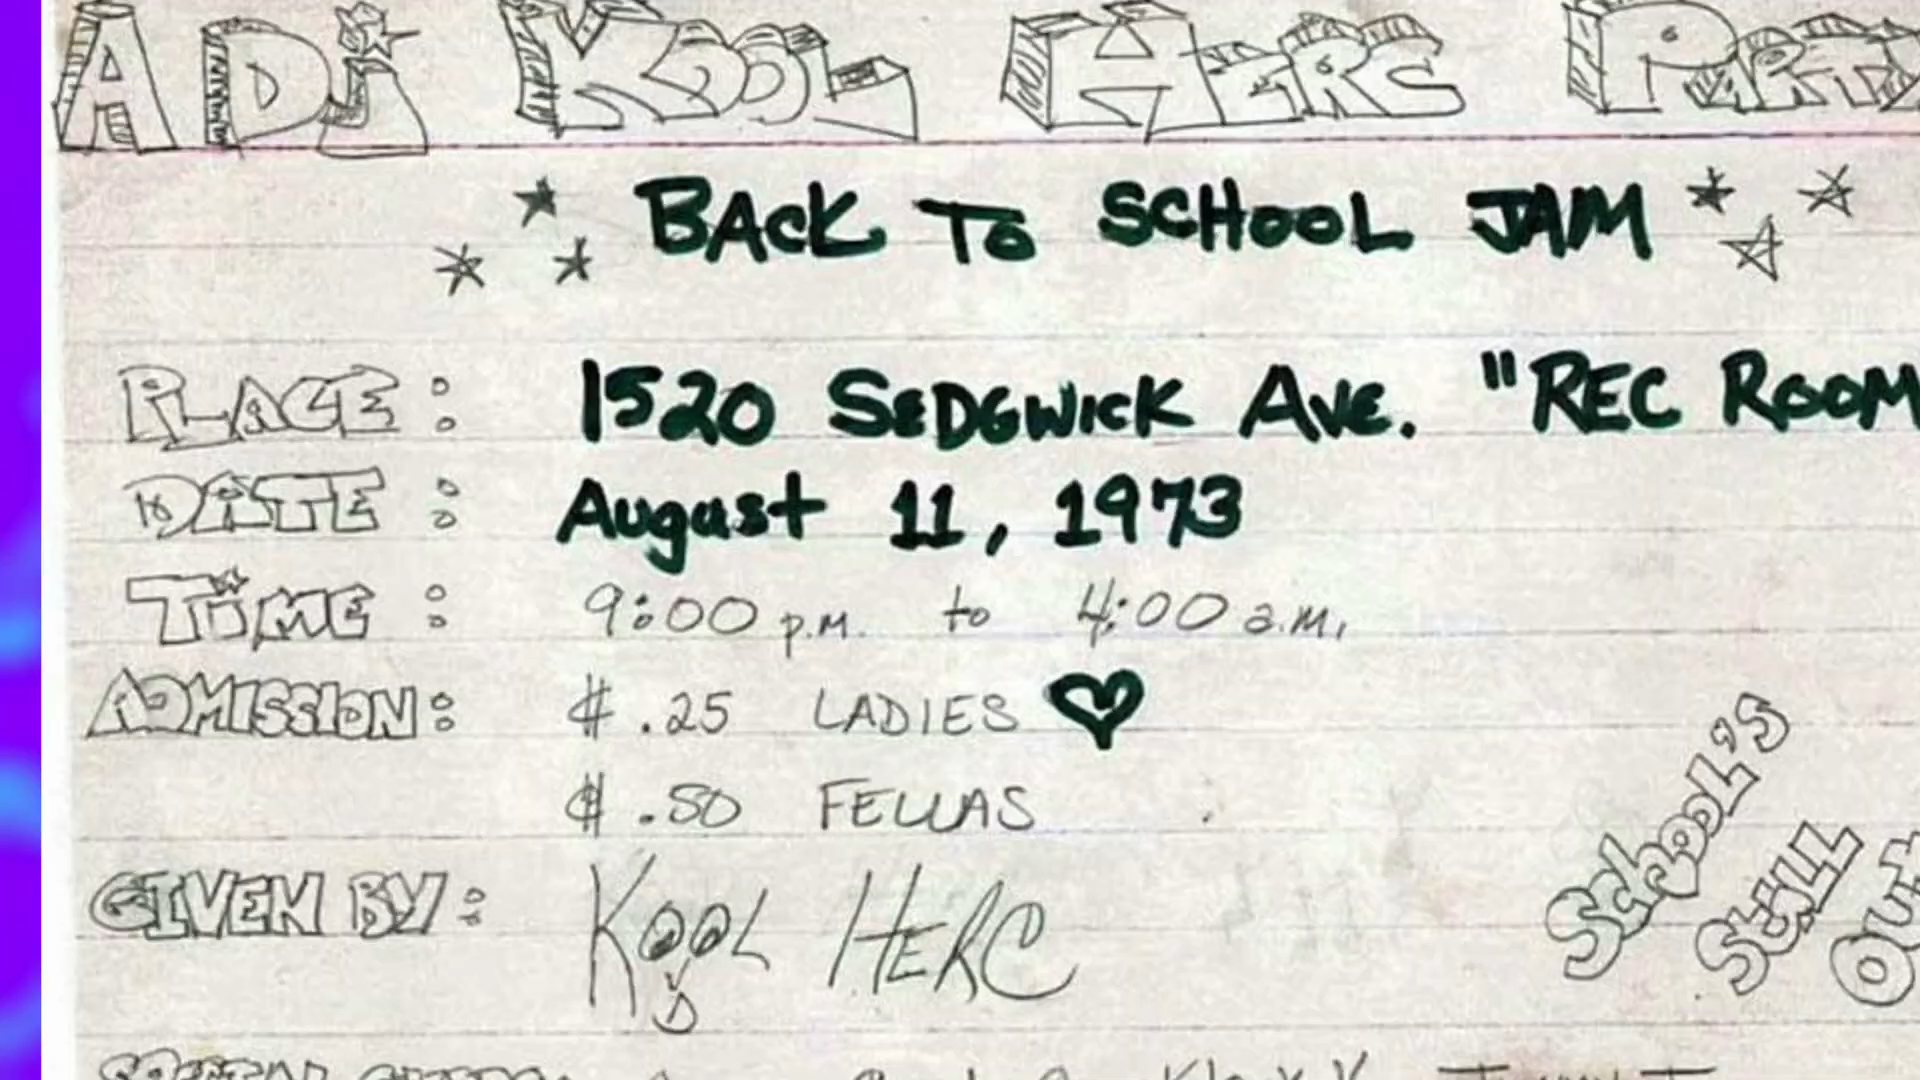 A DJ KOOL HERC PARTY
BACK TO SCHOOL JAM
PLACE: 1520 SEDGWICK AVE. "REC ROOM
DATE: August 11, 1973
TIME: 9:00 p.m. to 4:00 a.m.
ADMISSION: $.25 LADIES
$.50 FELLAS
SCHOOL'S STILL OUT
GIVEN BY: KOOL HERC